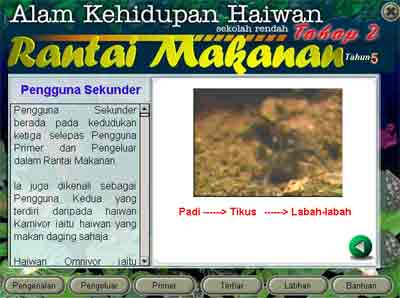 Alam Kehidupan Haiwan
sekolah rendah Tahap 2
Rantai Makanan Tahun 5
Pengguna Sekunder
Pengguna Sekunder
berada pada kedudukan
ketiga selepas Pengguna
Primer dan Pengeluar
dalam Rantai Makanan.
Ia juga dikenali sebagai
Pengguna Kedua yang
terdiri daripada haiwan
Karnivor iaitu haiwan yang
makan daging sahaja.
Haiwan Omnivor iaitu
Padi ------> Tikus ------> Labah-labah
Pengenalan
Pengeluar
Primer
Tertiar
Latihan
Bantuan